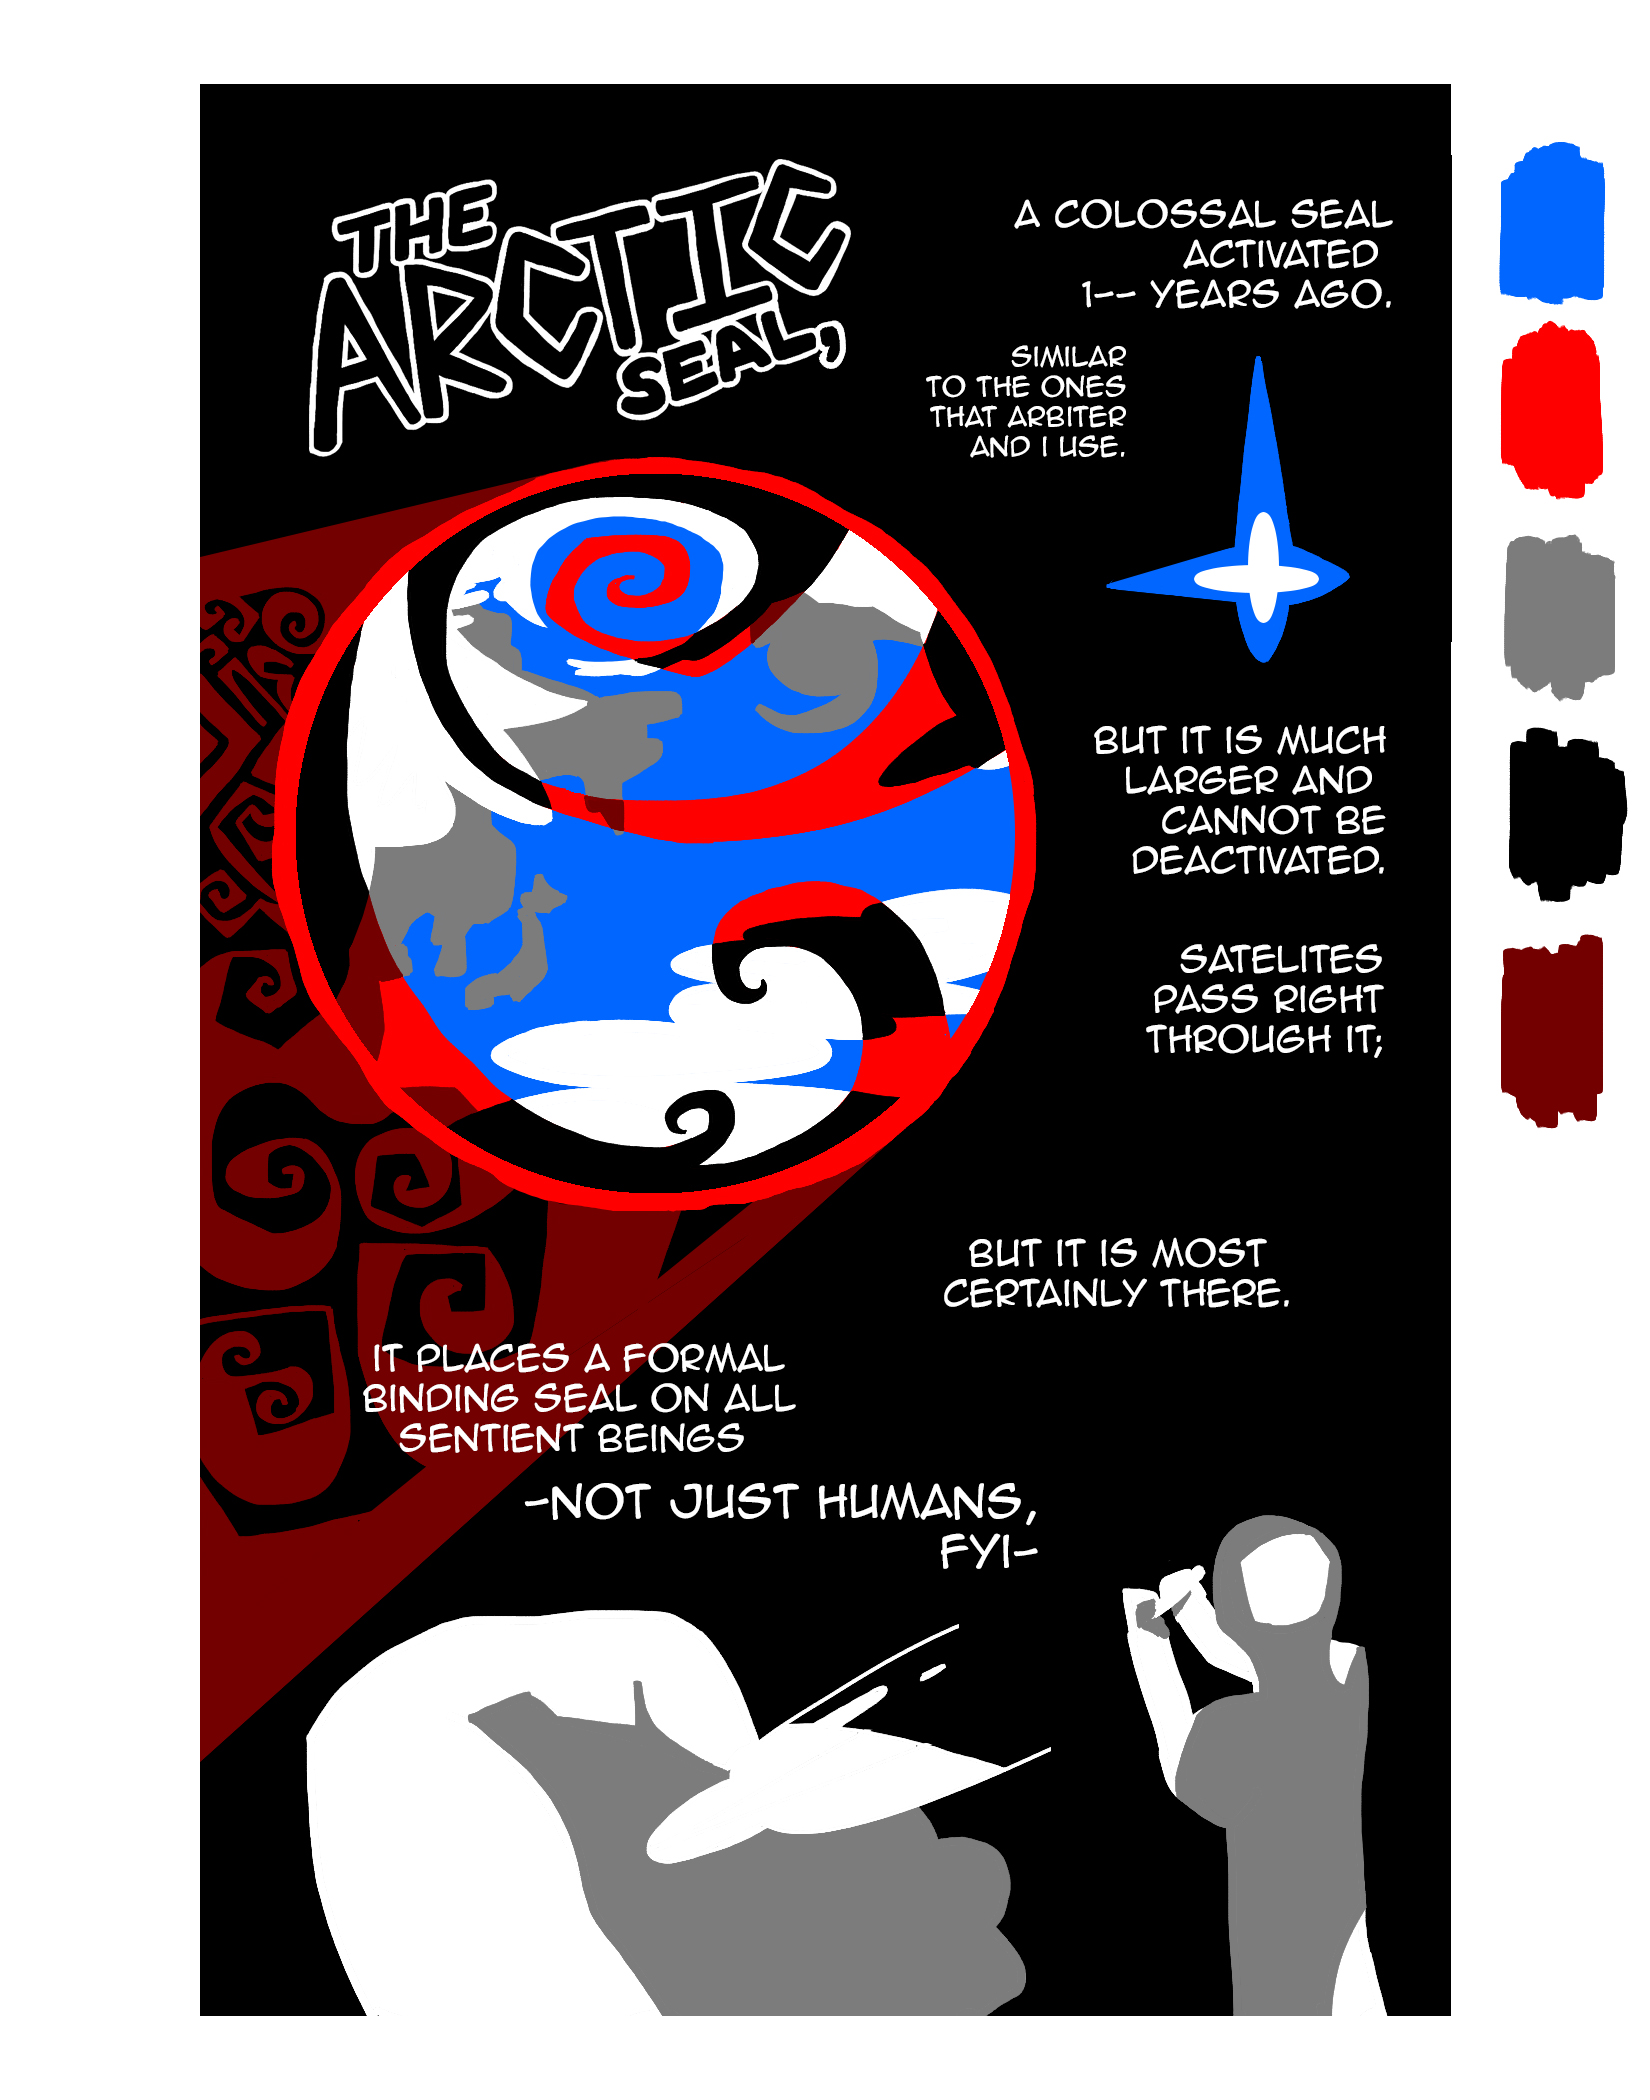 THE
ARCTIC
SEAL,
A COLOSSAL SEAL
ACTIVATED
1-- YEARS AGO.
SIMILAR
TO THE ONES
THAT ARBITER
AND I USE.
BUT IT IS MUCH
LARGER AND
CANNOT BE
DEACTIVATED.
SATELITES
PASS RIGHT
THROUGH IT;
BUT IT IS MOST
CERTAINLY THERE.
IT PLACES A FORMAL
BINDING SEAL ON ALL
SENTIENT BEINGS
-NOT JUST HUMANS,
FYI-